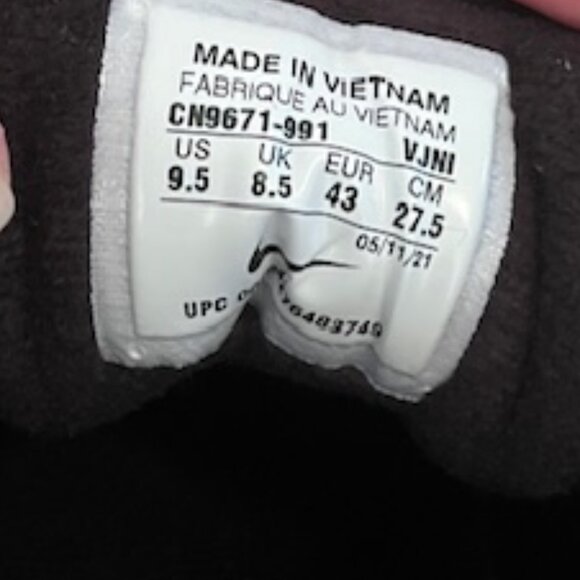 MADE IN VIETNAM
FABRIQUE AU VIETNAM
CN9671-991 VJNI
US UK EUR CM
9.5 8.5 43 27.5
05/11/21
UPC